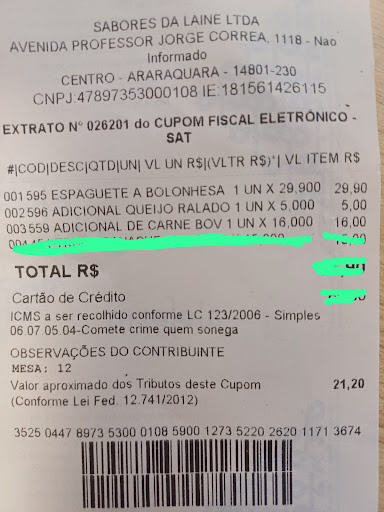 SABORES DA LAINE LTDA
AVENIDA PROFESSOR JORGE CORREA, 1118 - Nao
Informado
CENTRO - ARARAQUARA - 14801-230
CNPJ:47897353000108 IE:181561426115
EXTRATO Nº 026201 do CUPOM FISCAL ELETRÔNICO -
SAT
#|COD|DESC|QTD|UN| VL UN R$|(VLTR R$)*| VL ITEM R$
001 595 ESPAGUETE A BOLONHESA 1 UN X 29,900 29,90
002 596 ADICIONAL QUEIJO RALADO 1 UN X 5,000 5,00
003 559 ADICIONAL DE CARNE BOV 1 UN X 16,000 16,00
TOTAL R$
Cartão de Crédito
ICMS a ser recolhido conforme LC 123/2006 - Simples
06.07.05.04-Comete crime quem sonega
OBSERVAÇÕES DO CONTRIBUINTE
MESA: 12
Valor aproximado dos Tributos deste Cupom 21,20
(Conforme Lei Fed. 12.741/2012)
3525 0447 8973 5300 0108 5900 1273 5220 2620 1171 3674